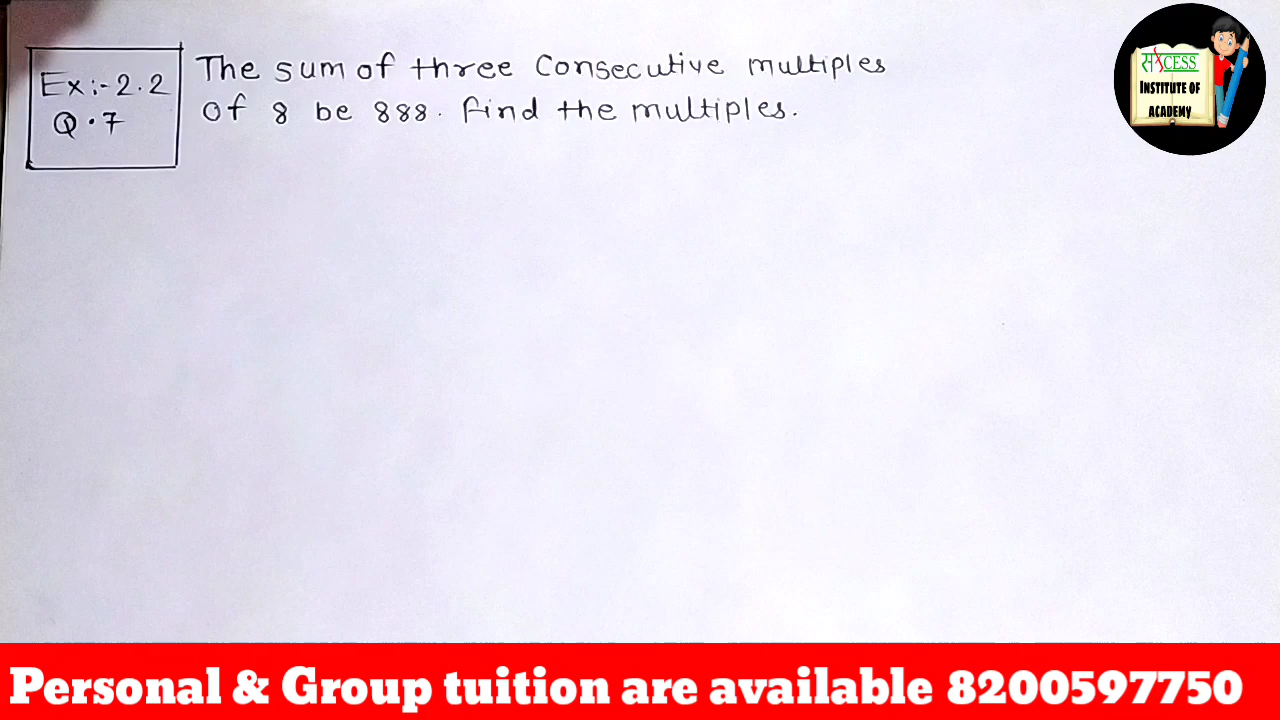 Ex:- 2.2
Q.7
The sum of three Consecutive multiples
of 8 be 888. find the multiples.
સક્સેસ
INSTITUTE OF
ACADEMY
Personal & Group tuition are available 8200597750